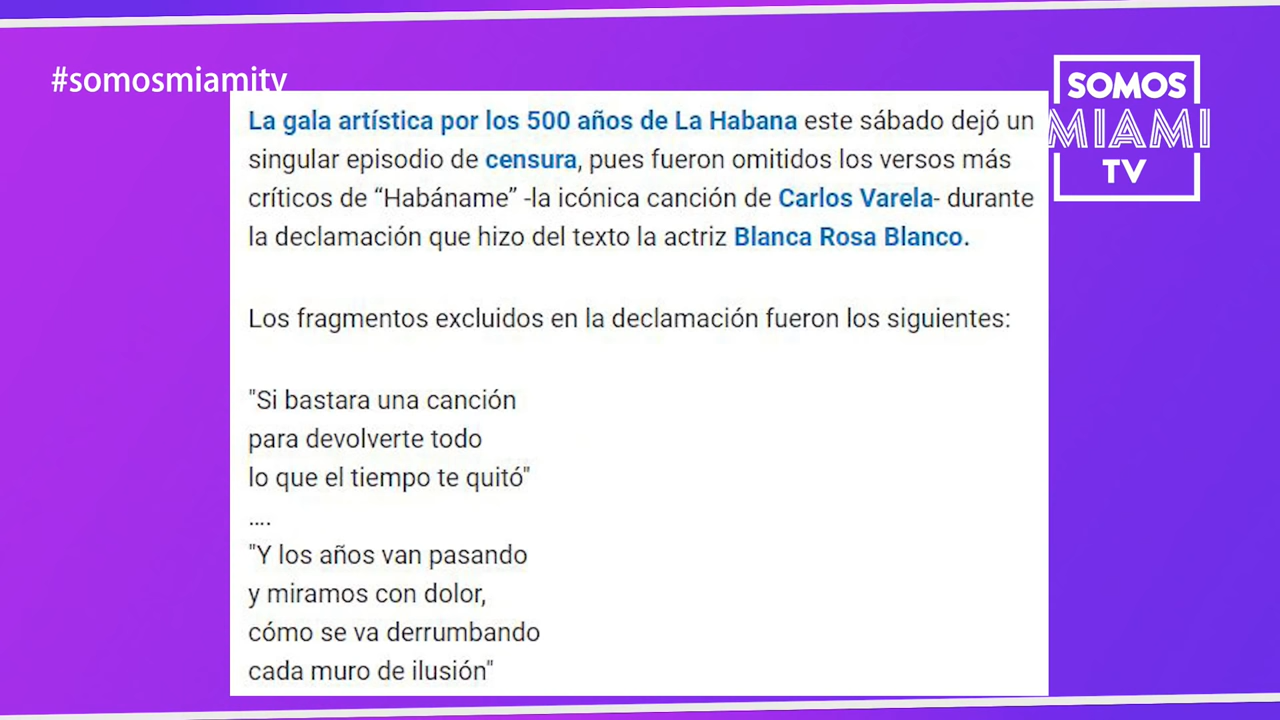 #somosmiamitv
SOMOS
MIAMI
TV
La gala artística por los 500 años de La Habana este sábado dejó un
singular episodio de censura, pues fueron omitidos los versos más
críticos de “Habáname” -la icónica canción de Carlos Varela- durante
la declamación que hizo del texto la actriz Blanca Rosa Blanco.
Los fragmentos excluidos en la declamación fueron los siguientes:
"Si bastara una canción
para devolverte todo
lo que el tiempo te quitó"
....
"Y los años van pasando
y miramos con dolor,
cómo se va derrumbando
cada muro de ilusión"